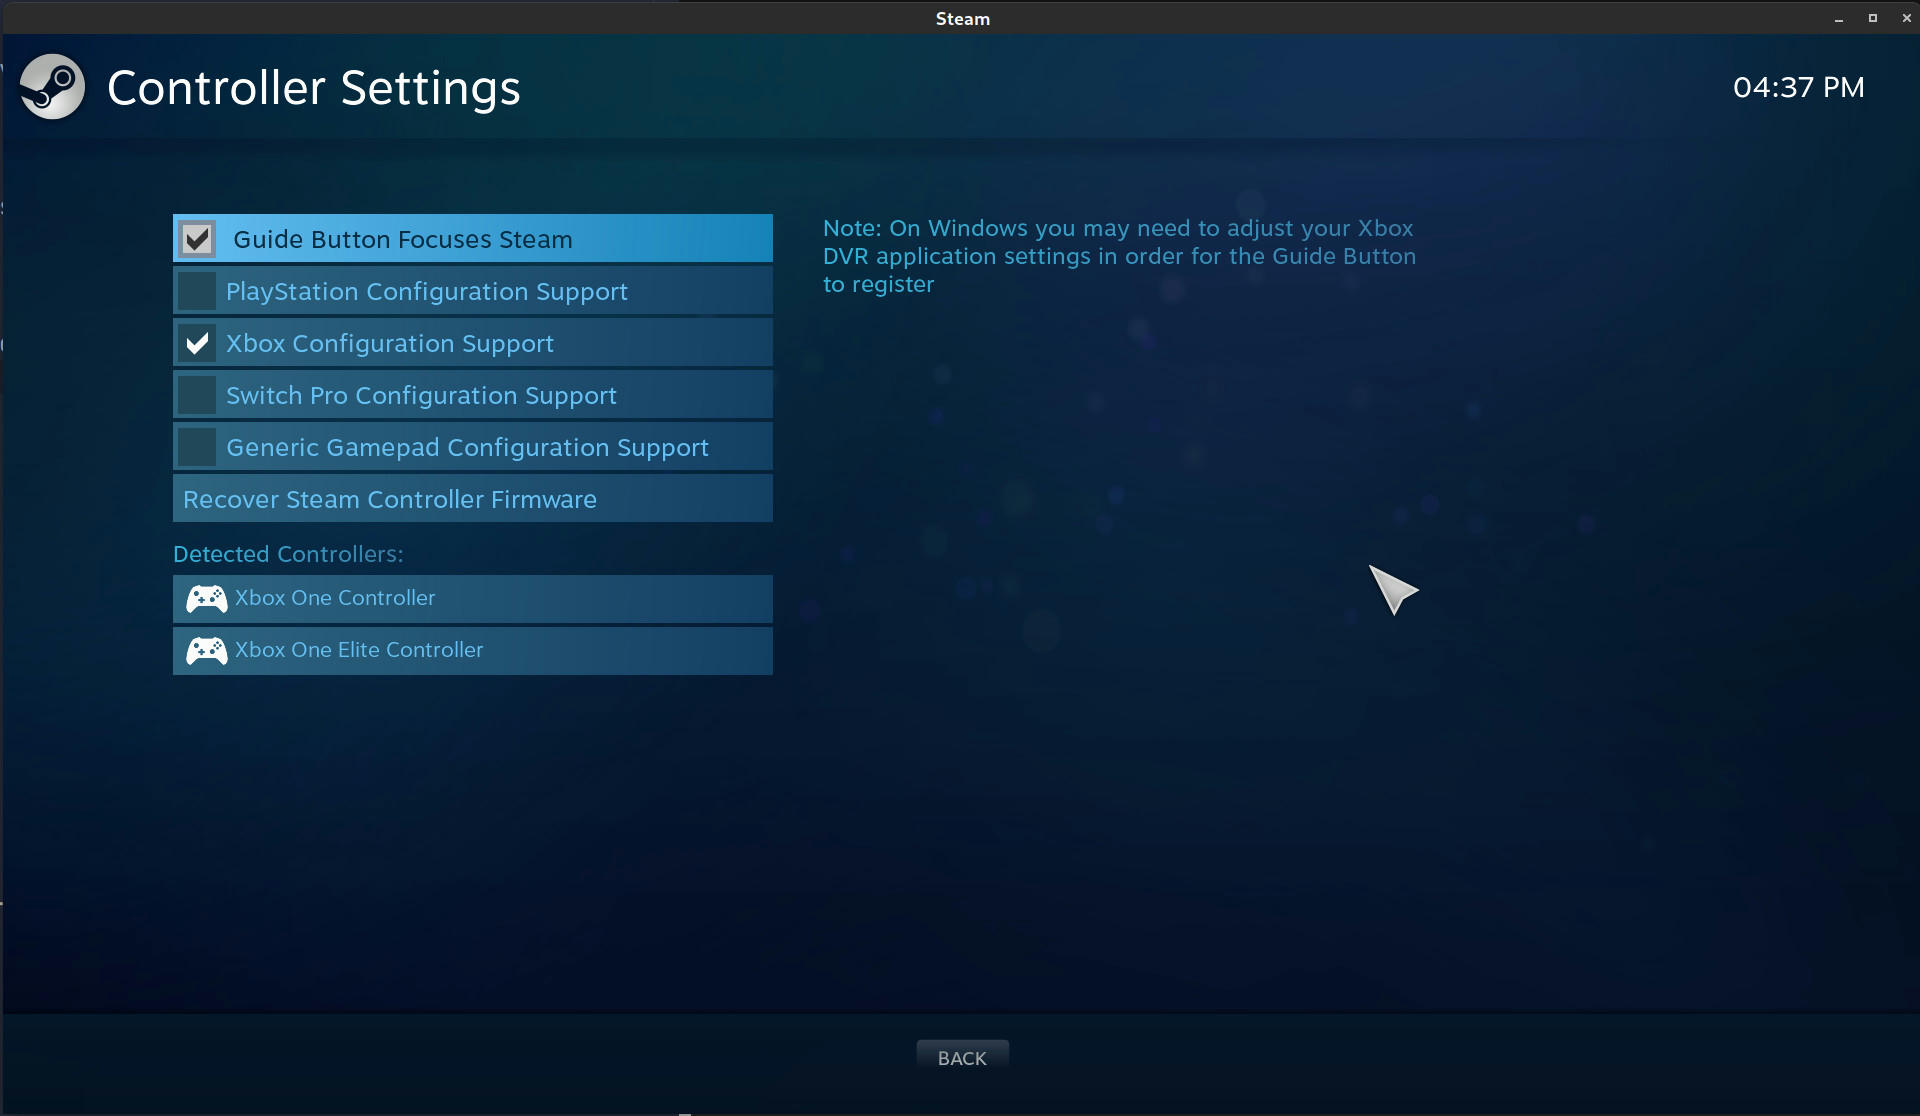 Steam
Controller Settings
04:37 PM
Guide Button Focuses Steam
PlayStation Configuration Support
Xbox Configuration Support
Switch Pro Configuration Support
Generic Gamepad Configuration Support
Recover Steam Controller Firmware
Detected Controllers:
Xbox One Controller
Xbox One Elite Controller
Note: On Windows you may need to adjust your Xbox
DVR application settings in order for the Guide Button
to register
BACK